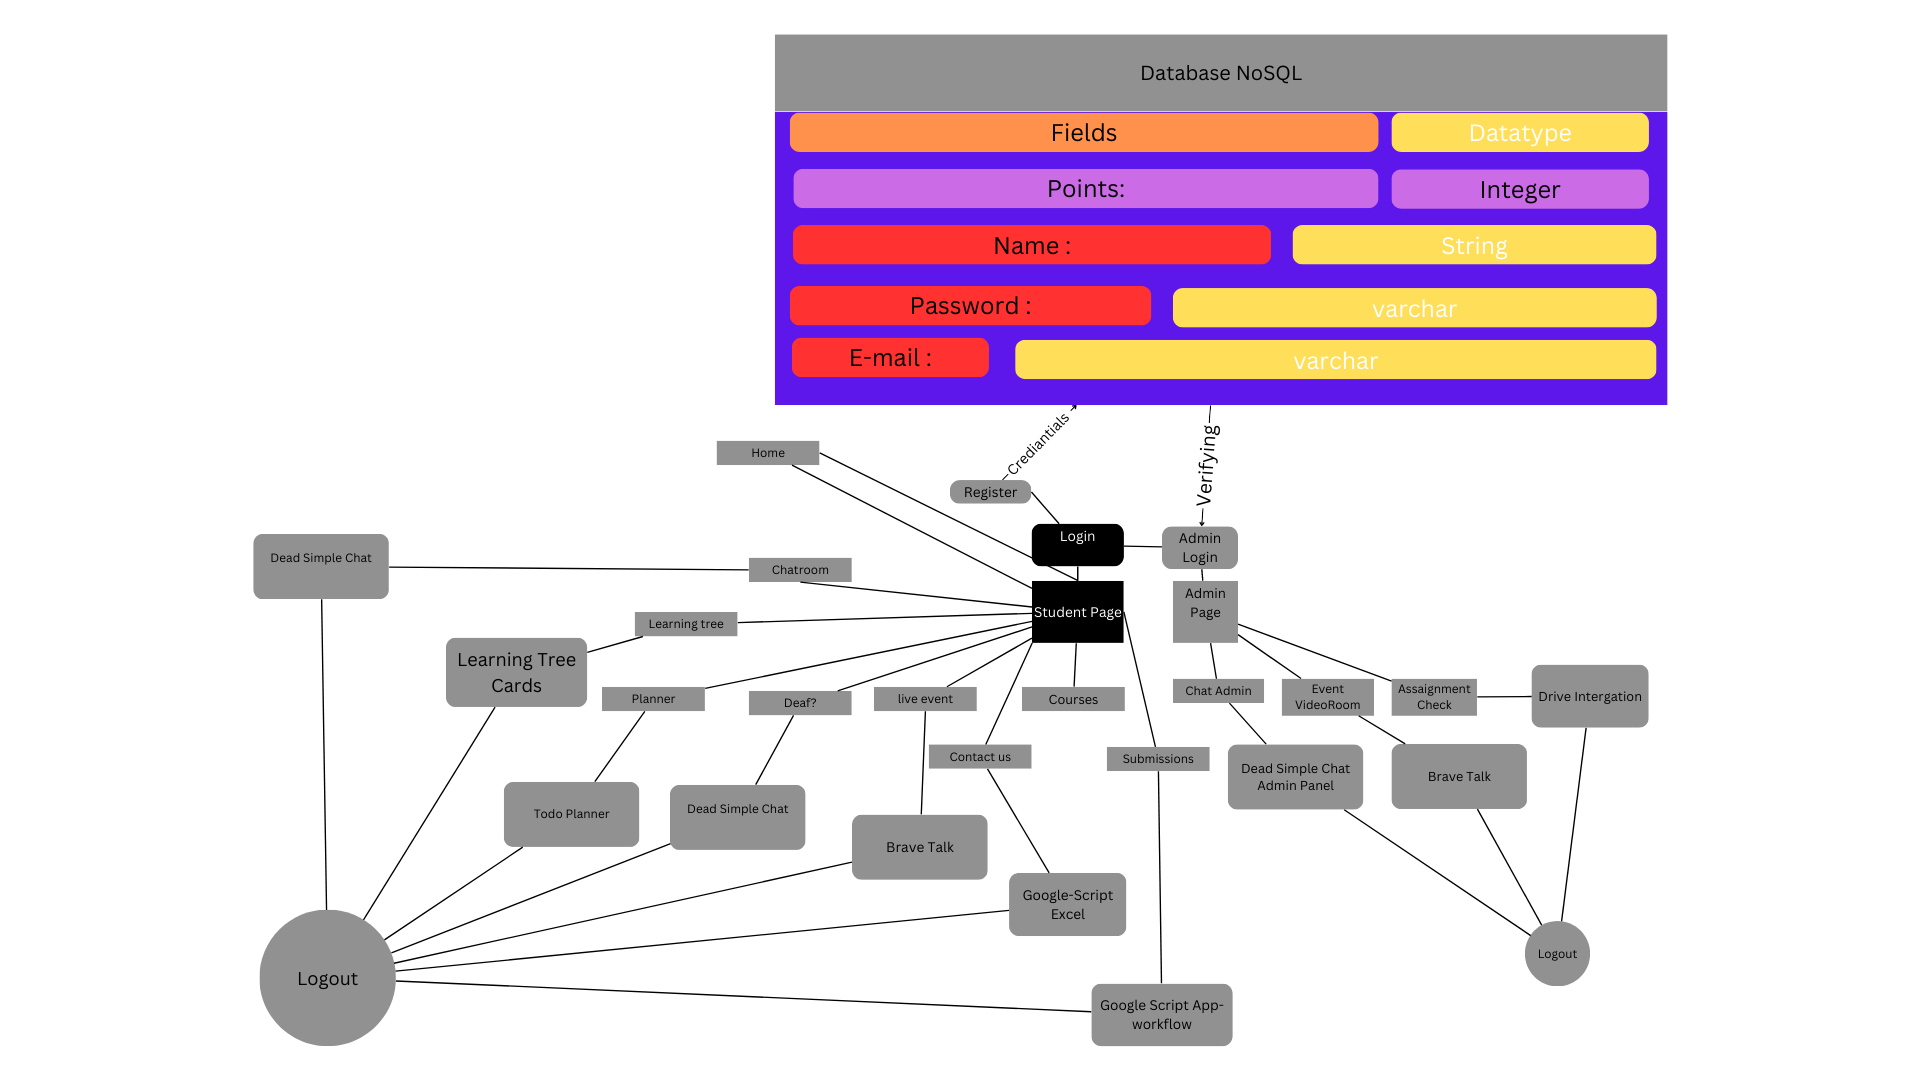 Database NoSQL
Fields
Datatype
Points:
Integer
Name :
String
Password :
varchar
E-mail :
varchar
Crediantials
Verifying
Home
Register
Login
Admin
Login
Dead Simple Chat
Chatroom
Student Page
Admin
Page
Learning tree
Learning Tree
Cards
Planner
Deaf?
live event
Courses
Chat Admin
Event
VideoRoom
Assaignment
Check
Drive Intergation
Contact us
Submissions
Dead Simple Chat
Admin Panel
Brave Talk
Todo Planner
Dead Simple Chat
Brave Talk
Google-Script
Excel
Logout
Logout
Google Script App-
workflow